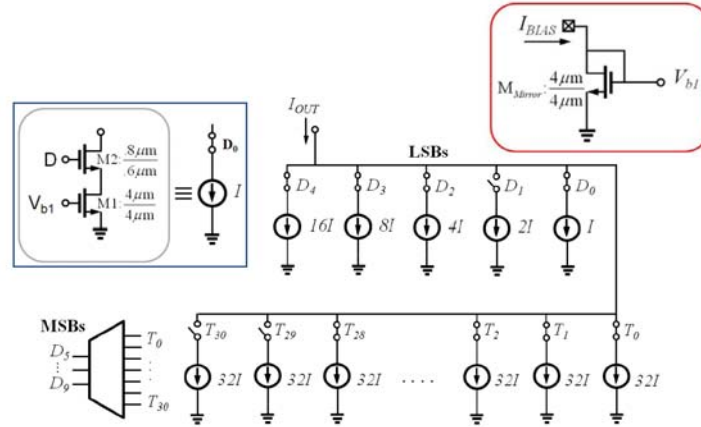 I_BIAS
M_Mirror: 4μm/4μm
V_b1
I_OUT
D M2: .8μm/.6μm D_0
V_b1 M1: 4μm/4μm ≡ I
LSBs
D_4 D_3 D_2 D_1 D_0
16I 8I 4I 2I I
MSBs
D_5 ⋮ D_9
T_0 ⋮ T_30
T_30 T_29 T_28 T_2 T_1 T_0
32I 32I 32I .... 32I 32I 32I